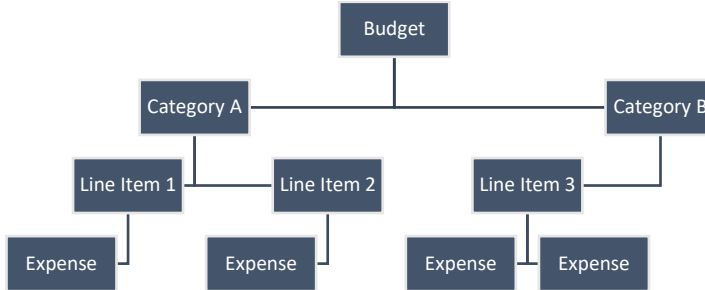 Budget
Category A
Category B
Line Item 1
Line Item 2
Line Item 3
Expense
Expense
Expense
Expense